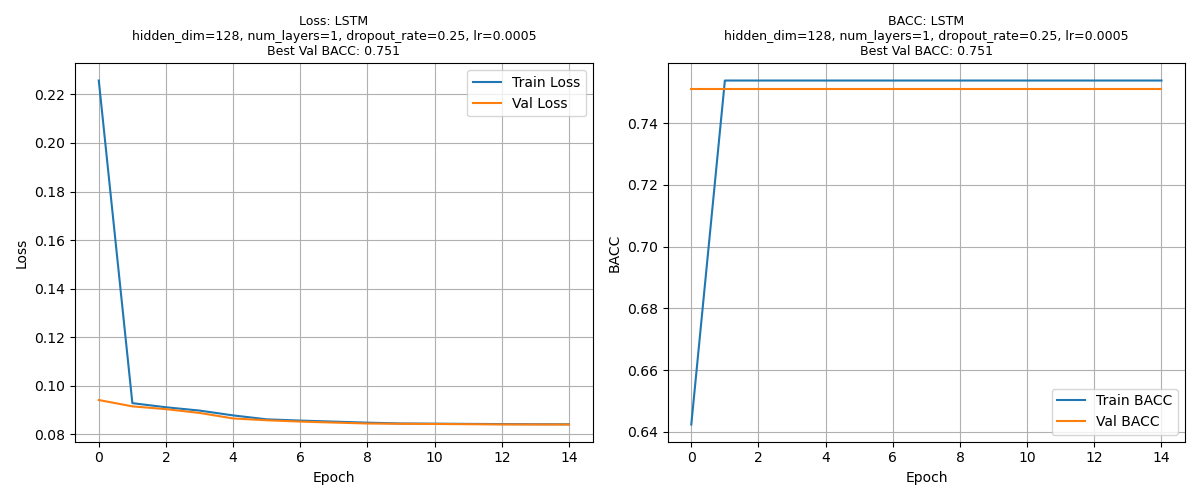 Loss: LSTM
hidden_dim=128, num_layers=1, dropout_rate=0.25, lr=0.0005
Best Val BACC: 0.751
Train Loss
Val Loss
0.22
0.20
0.18
0.16
0.14
0.12
0.10
0.08
Loss
0 2 4 6 8 10 12 14
Epoch
BACC: LSTM
hidden_dim=128, num_layers=1, dropout_rate=0.25, lr=0.0005
Best Val BACC: 0.751
0.74
0.72
0.70
0.68
0.66
0.64
BACC
Train BACC
Val BACC
0 2 4 6 8 10 12 14
Epoch